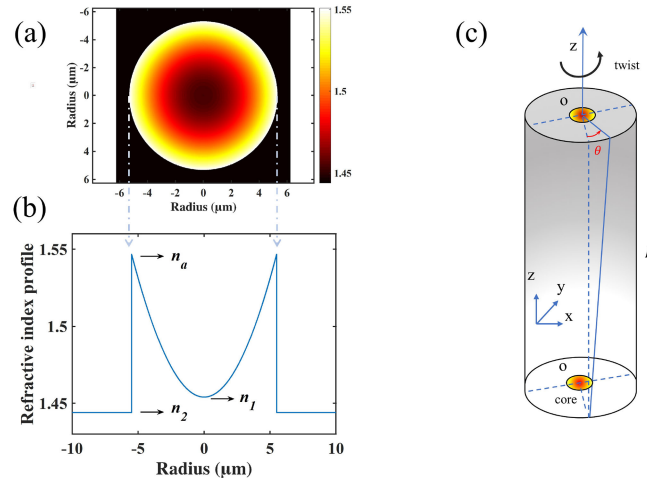 (a)
-6
-4
-2
0
2
4
6
Radius (μm)
-6 -4 -2 0 2 4 6
Radius (μm)
1.55
1.5
1.45
(b)
1.55
1.5
1.45
Refractive index profile
n_a
n_2
n_1
-10 -5 0 5 10
Radius (μm)
(c)
z
twist
o
θ
z
y
x
o
core